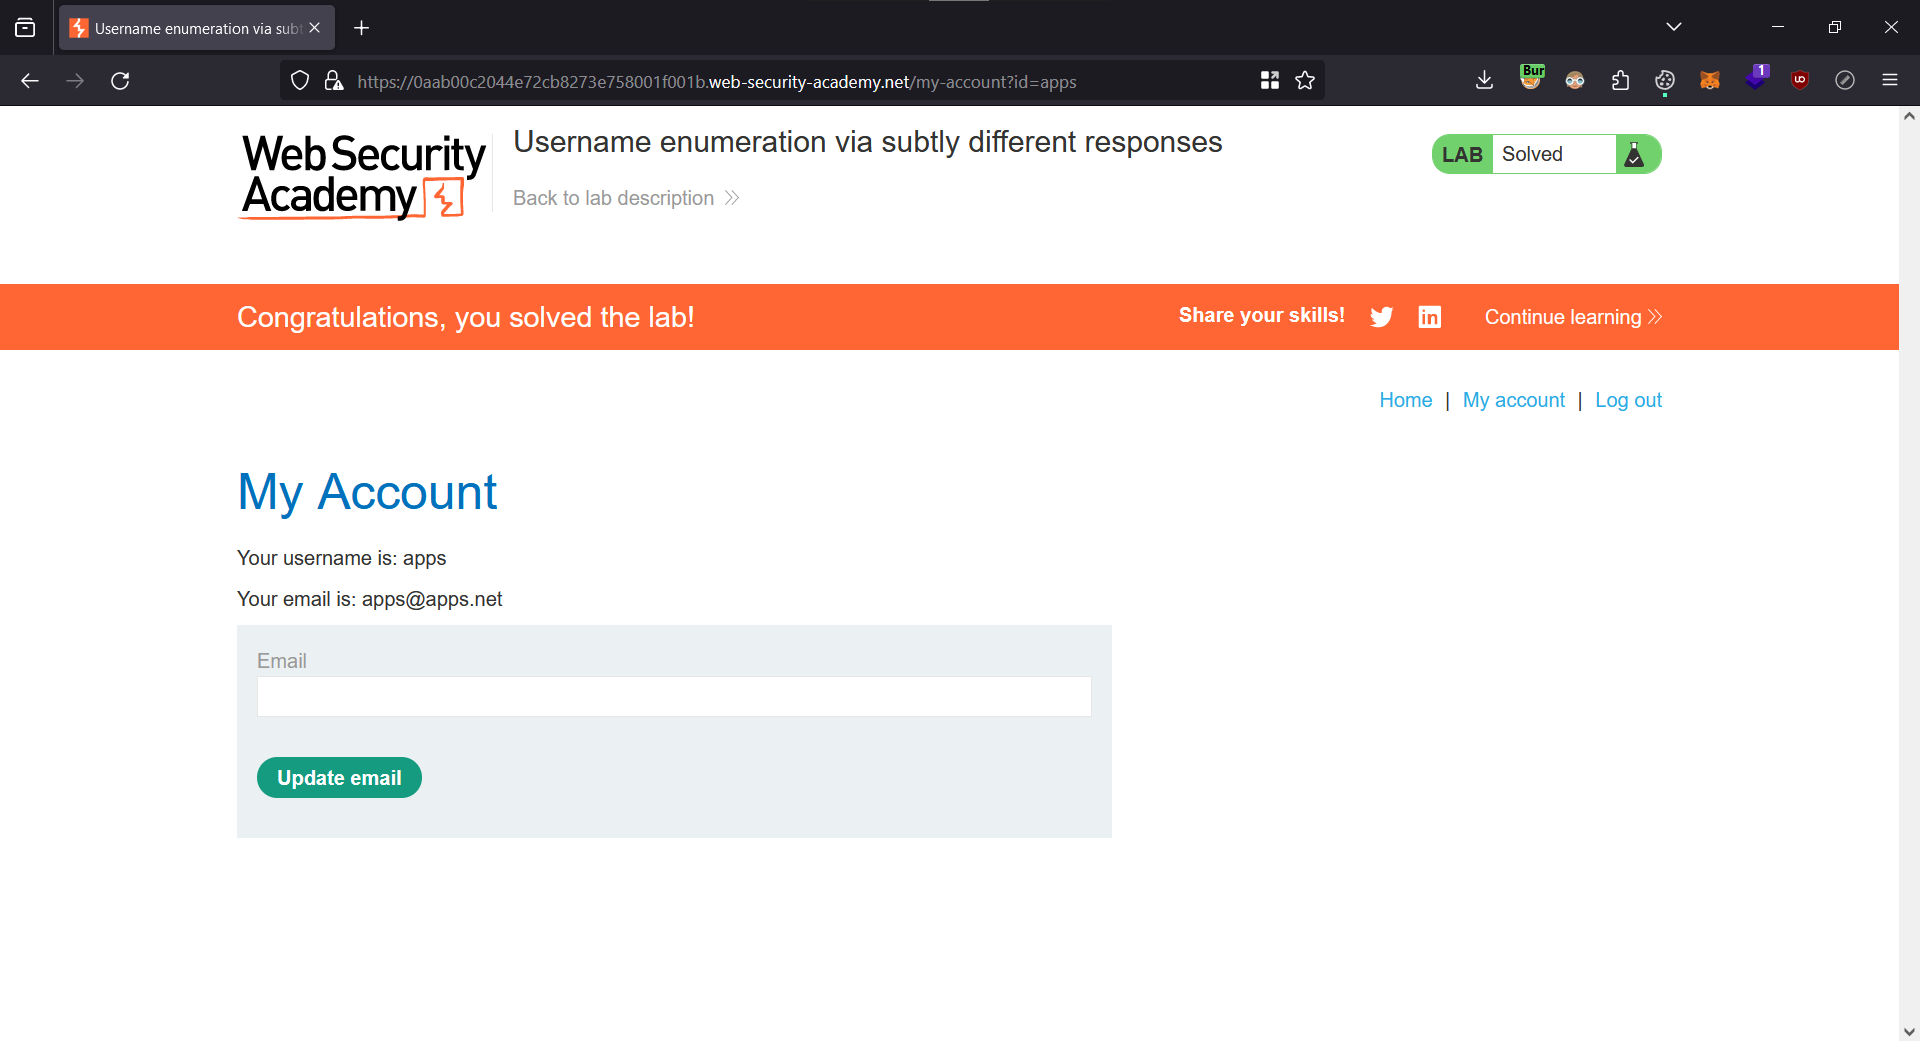 Username enumeration via subt
Bur
1
https://0aab00c2044e72cb8273e758001f001b.web-security-academy.net/my-account?id=apps
Web Security
Academy
Username enumeration via subtly different responses
Back to lab description
LAB Solved
Congratulations, you solved the lab!
Share your skills!
Continue learning
Home | My account | Log out
My Account
Your username is: apps
Your email is: apps@apps.net
Email
Update email